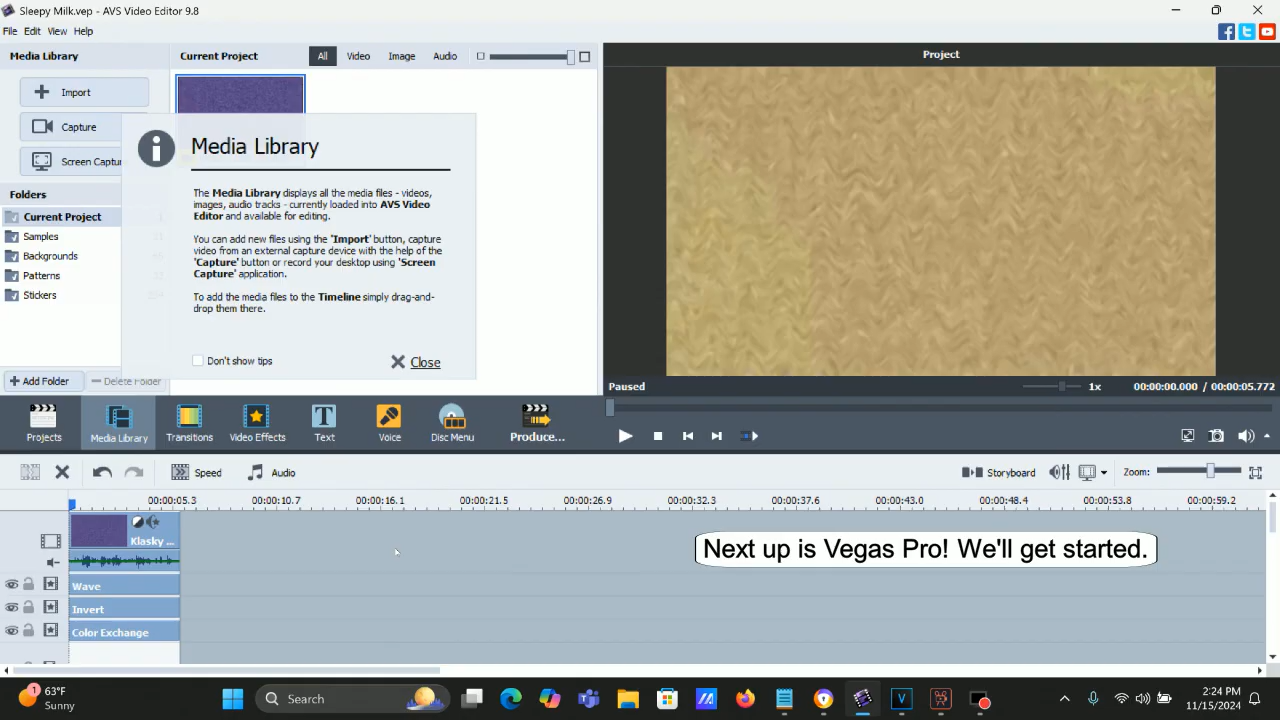 Sleepy Milk.vep - AVS Video Editor 9.8
File Edit View Help
Media Library
Current Project
All Video Image Audio
Project
Import
Capture
Screen Captu
Media Library
The Media Library displays all the media files - videos,
images, audio tracks - currently loaded into AVS Video
Editor and available for editing.
You can add new files using the 'Import' button, capture
video from an external capture device with the help of the
'Capture' button or record your desktop using 'Screen
Capture' application.
To add the media files to the Timeline simply drag-and-
drop them there.
Don't show tips
Close
Folders
Current Project
Samples
Backgrounds
Patterns
Stickers
Add Folder
Delete Folder
Paused
1x
00:00:00.000 / 00:00:05.772
Projects
Media Library
Transitions
Video Effects
Text
Voice
Disc Menu
Produce...
Speed
Audio
Storyboard
Zoom:
00:00:05.3 00:00:10.7 00:00:16.1 00:00:21.5 00:00:26.9 00:00:32.3 00:00:37.6 00:00:43.0 00:00:48.4 00:00:53.8 00:00:59.2
Klasky ...
Next up is Vegas Pro! We'll get started.
Wave
Invert
Color Exchange
1
63°F
Sunny
Search
V
2:24 PM
11/15/2024